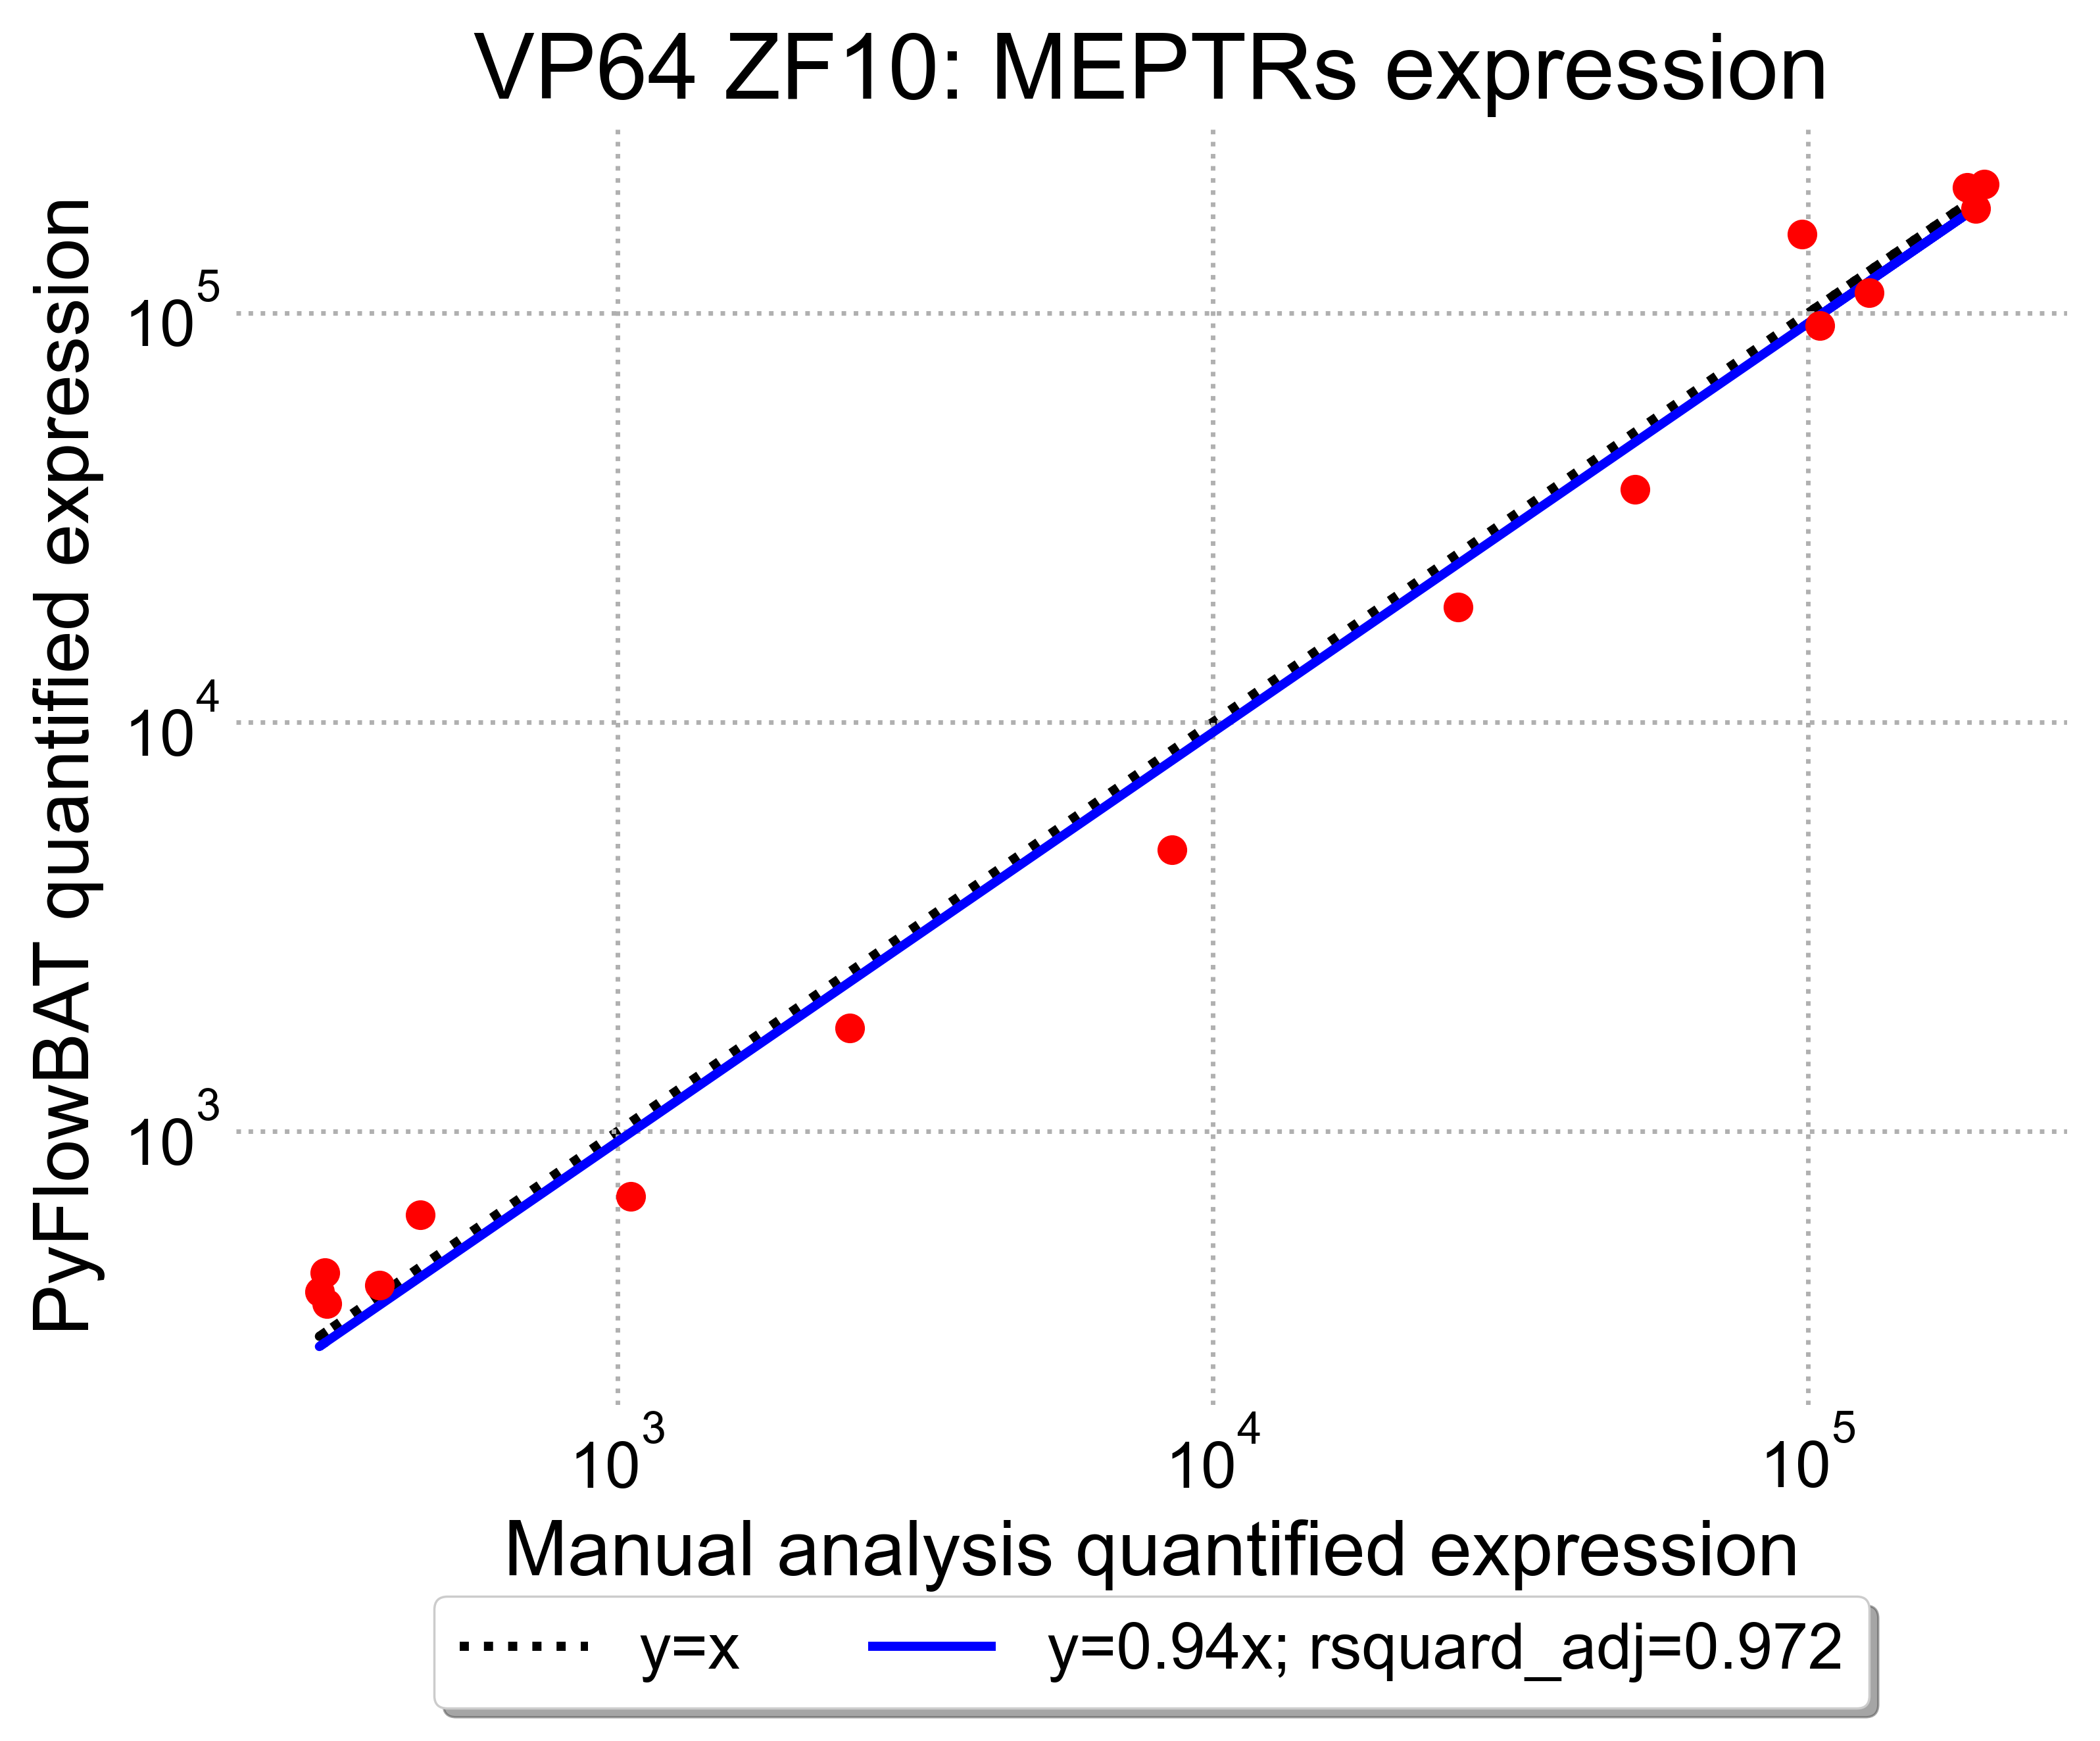 VP64 ZF10: MEPTRs expression
PyFlowBAT quantified expression
10^5
10^4
10^3
10^3 10^4 10^5
Manual analysis quantified expression
y=x y=0.94x; rsquard_adj=0.972